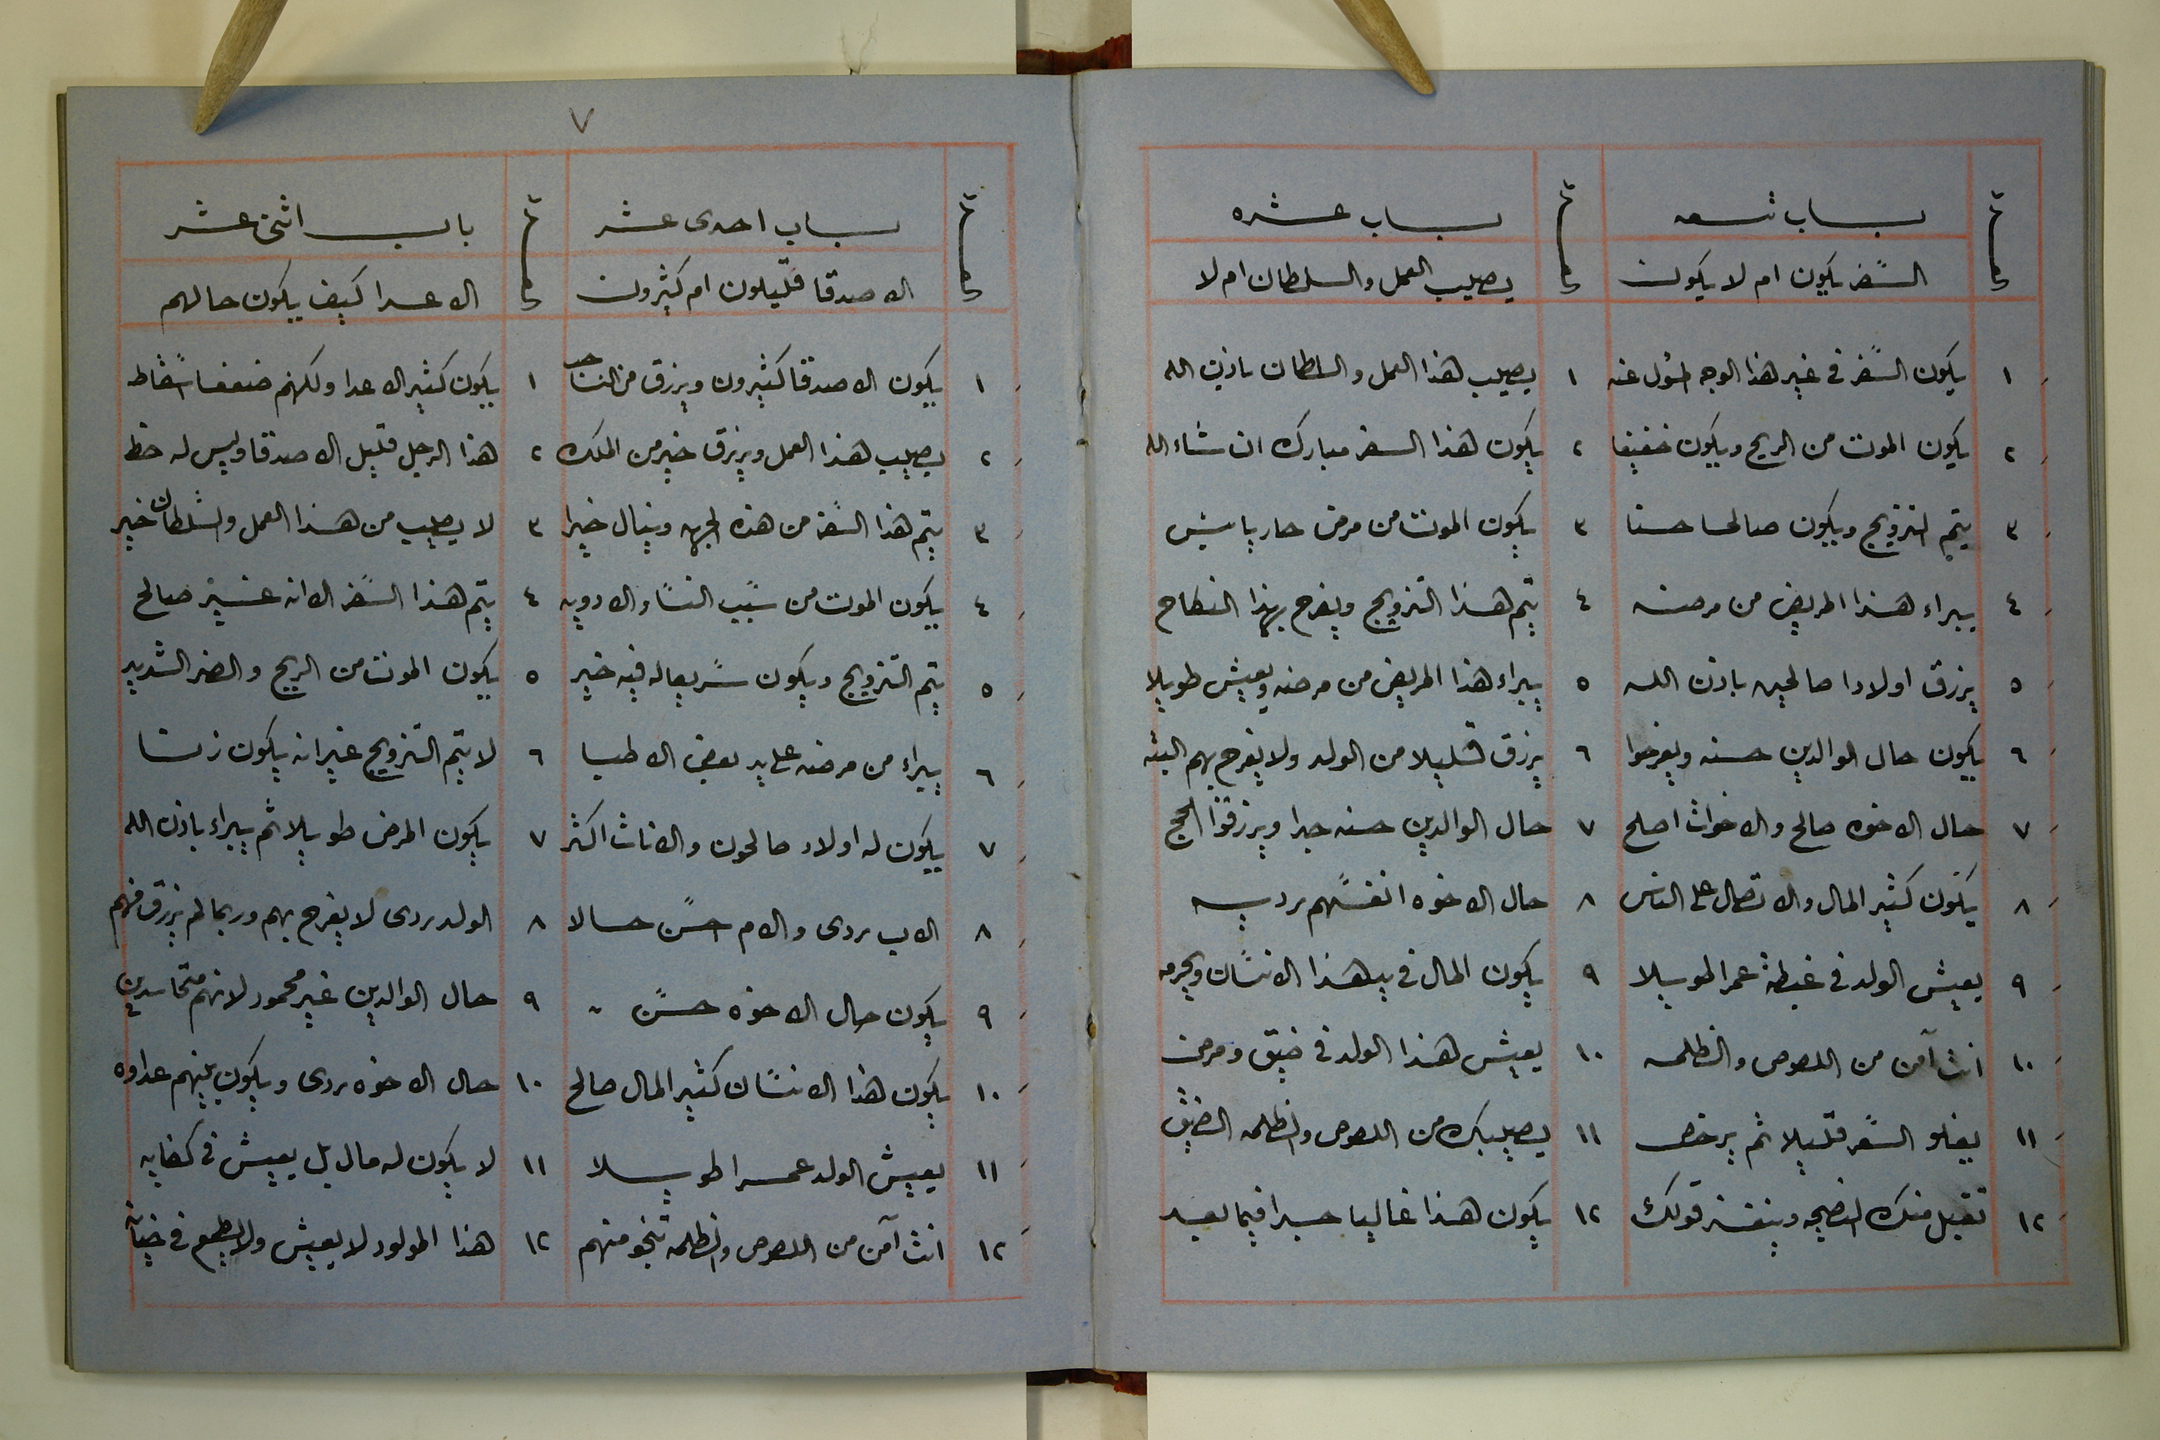 باب تسعه
السفر يكون ام لا يكون
١ يكون السفر في غير هذا الوجه المسول عنه
٢ يكون الموت من الريح ويكون خفيفا
٣ يتم التزويج ويكون صالحا حسنا
٤ يبراء هذا المريض من مرضه
٥ يرزق اولادا صالحين باذن الله
٦ يكون حال الوالدين حسنه ويفرحوا
٧ حال الاخوه صالح والاخوات اصلح
٨ يكون كثير المال والاتصال على الناس
٩ يعيش الولد في غبطة عمرا طويلا
١٠ انت آمن من اللصوص والظلمه
١١ يغلو السعر قليلا ثم يرخص
١٢ تقبل منك النصيحه وينفذ قولك
باب عشره
يصيب العمل والسلطان ام لا
١ يصيب هذا العمل والسلطان باذن الله
٢ يكون هذا السفر مبارك ان شاء الله
٣ يكون الموت من مرض حار يابس
٤ يتم هذا التزويج ويفرح بهذا النكاح
٥ يبراء هذا المريض من مرضه ويعيش طويلا
٦ يرزق قليلا من الولد ولا يفرح بهم البته
٧ حال الوالدين حسنه جدا ويرزقوا الحج
٨ حال الاخوه انفسهم رديه
٩ يكون المال في يد هذا الانسان ويحرمه
١٠ يعيش هذا الولد في ضيق ومرض
١١ يصيبك من اللصوص والظلمه الضيق
١٢ يكون هذا غاليا جدا فيما بعد
٧
باب احدى عشر
الاصدقا قليلون ام كثيرون
١ يكون الاصدقا كثيرون ويرزق من الناس حب
٢ يصيب هذا العمل ويرزق خير من الملك
٣ يتم هذا السفر من هذه الجهه وينال خيرا
٤ يكون الموت من سبب النسا والادويه
٥ يتم التزويج ويكون سريعا له فيه خير
٦ يبراء من مرضه على يد بعض الاطبا
٧ يكون له اولاد صالحون والاناث اكثر
٨ الاب ردى والام احسن حالا
٩ يكون حال الاخوه حسن
١٠ يكون هذا الانسان كثير المال صالح
١١ يعيش الولد عمرا طويلا
١٢ انت آمن من اللصوص والظلمه تنجو منهم
باب اثنى عشر
الاعدا كيف يكون حالهم
١ يكون كثير الاعدا ولكنهم ضعفا اسقاط
٢ هذا الرجل قليل الاصدقا وليس له حظ
٣ لا يصيب من هذا العمل والسلطان خير
٤ يتم هذا السفر الا انه غير صالح
٥ يكون الموت من الريح والضر الشديد
٦ لا يتم التزويج غير انه يكون زنا
٧ يكون المرض طويلا ثم يبراء باذن الله
٨ الولد ردى لا يفرح بهم وربما لم يرزق منهم
٩ حال الوالدين غير محمود لانهم متحاسدين
١٠ حال الاخوه ردى ويكون بينهم عداوه
١١ لا يكون له مال بل يعيش في كفايه
١٢ هذا المولود لا يعيش ولا يطمع في